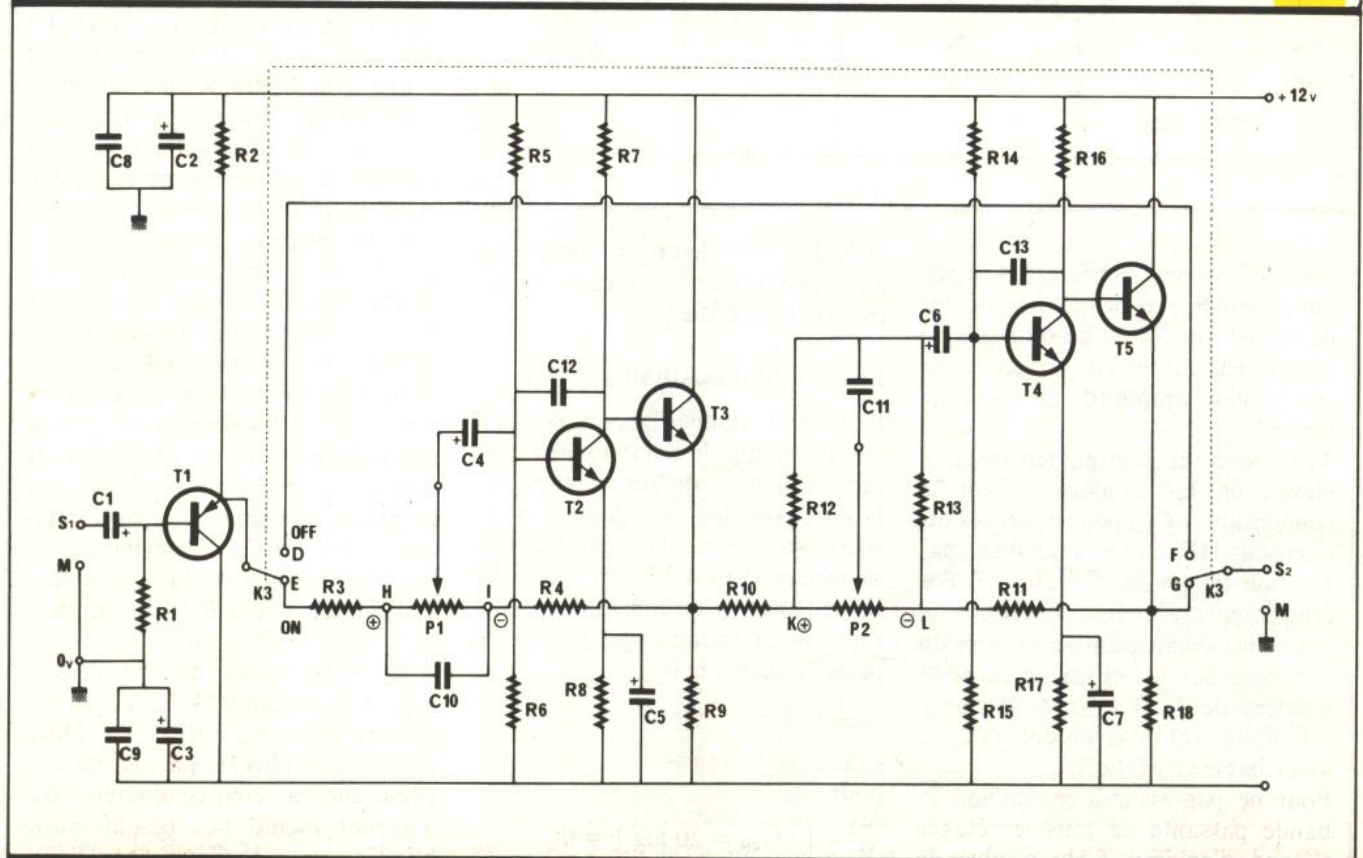 + 12 v
C8
+
C2
R2
R5
R7
R14
R16
C13
C6
+
T5
T4
C12
T3
C4
+
T2
C11
T1
C1
+
S1
M
OFF
D
E
K3
ON
R3
H
P1
I
R4
R10
R12
R13
K
P2
L
R11
F
G
K3
S2
M
+
−
+
−
R1
0v
C10
C9
+
C3
R6
R8
+
C5
R9
R15
R17
+
C7
R18